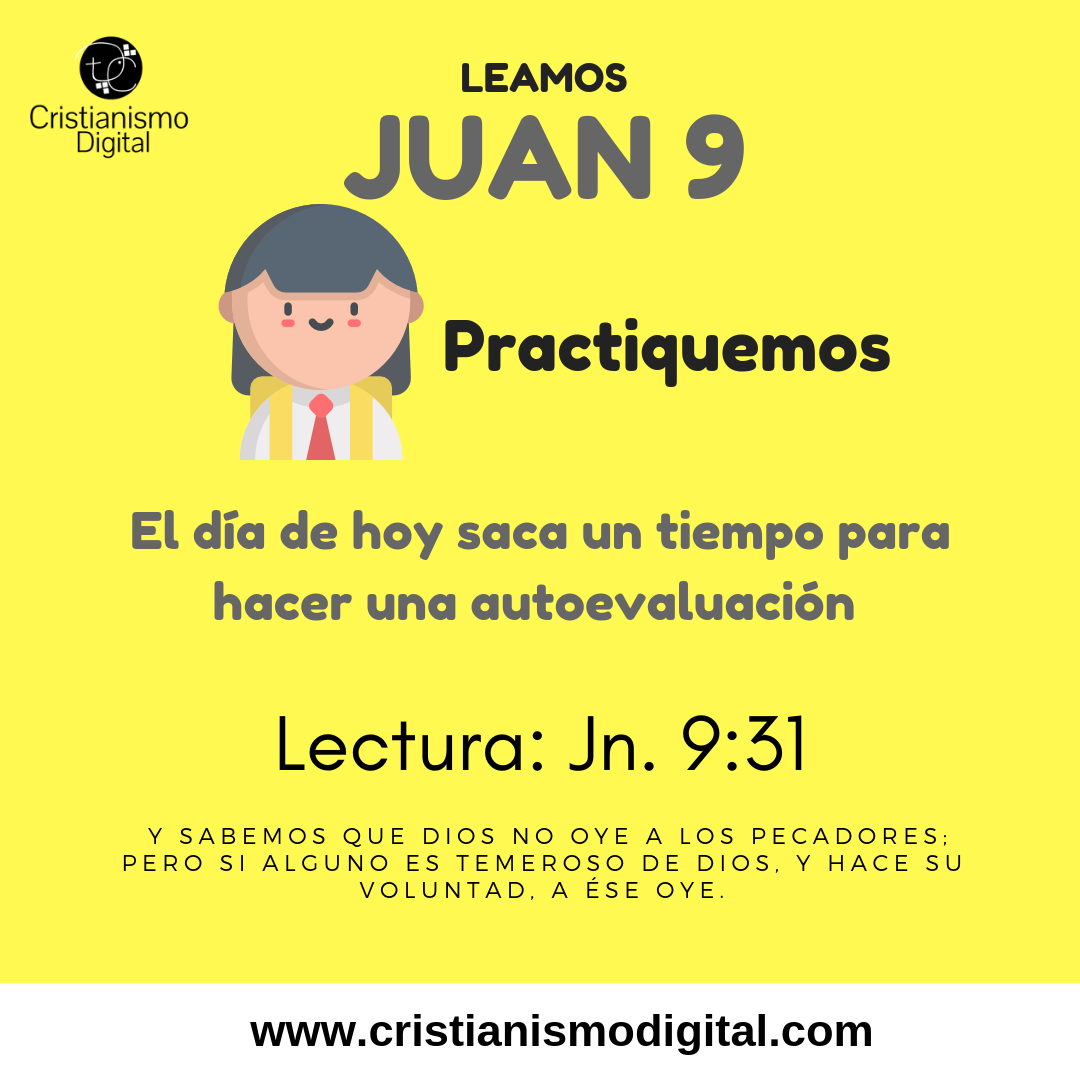 Cristianismo
Digital
LEAMOS
JUAN 9
Practiquemos
El día de hoy saca un tiempo para
hacer una autoevaluación
Lectura: Jn. 9:31
Y SABEMOS QUE DIOS NO OYE A LOS PECADORES;
PERO SI ALGUNO ES TEMEROSO DE DIOS, Y HACE SU
VOLUNTAD, A ÉSE OYE.
www.cristianismodigital.com